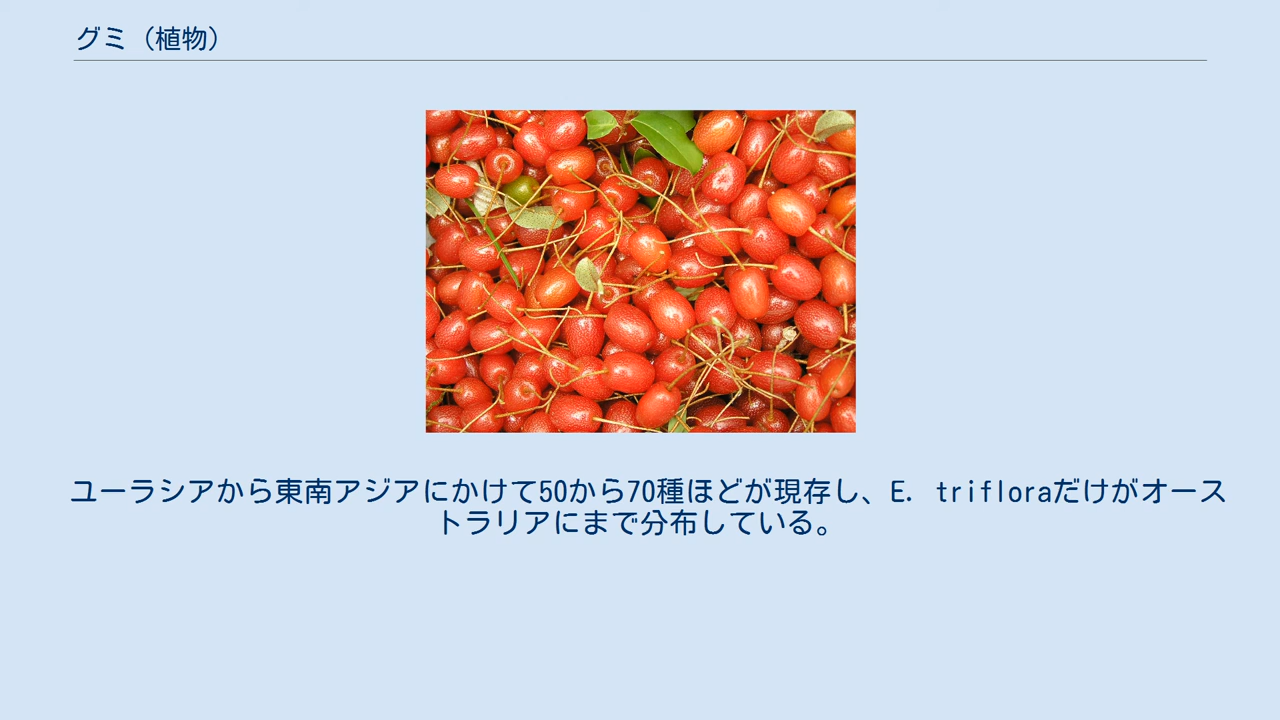 グミ（植物）
ユーラシアから東南アジアにかけて50から70種ほどが現存し、E. trifloraだけがオース
トラリアにまで分布している。